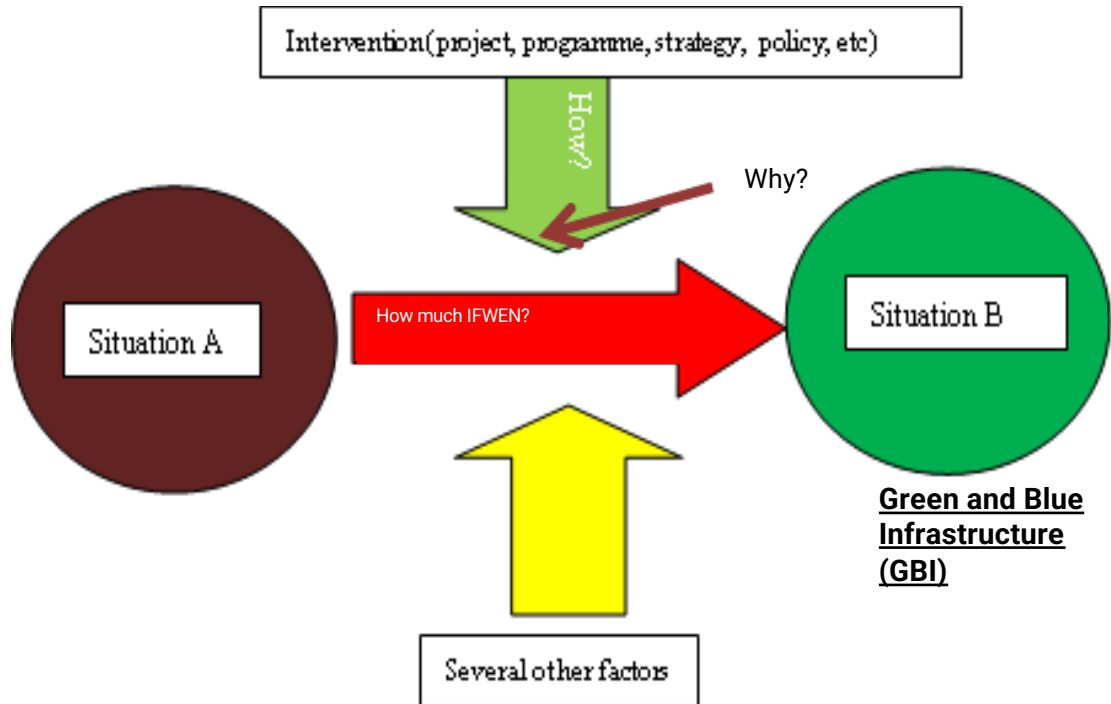 Intervention(project, programme, strategy, policy, etc)
How?
Why?
Situation A
How much IFWEN?
Situation B
Green and Blue
Infrastructure
(GBI)
Several other factors